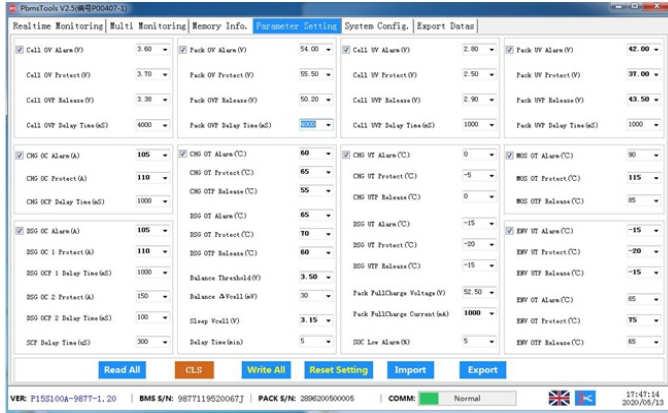 PbmsTools V2.5(编号P00407-1)
Realtime Monitoring Multi Monitoring Memory Info. Parameter Setting System Config. Export Datas
Cell OV Alarm(V) 3.60
Cell OV Protect(V) 3.70
Cell OVP Release(V) 3.38
Cell OVP Delay Time(mS) 4000
Pack OV Alarm(V) 54.00
Pack OV Protect(V) 55.50
Pack OVP Release(V) 50.20
Pack OVP Delay Time(mS) 4000
Cell UV Alarm(V) 2.80
Cell UV Protect(V) 2.50
Cell UVP Release(V) 2.90
Cell UVP Delay Time(mS) 1000
Pack UV Alarm(V) 42.00
Pack UV Protect(V) 37.00
Pack UVP Release(V) 43.50
Pack UVP Delay Time(mS) 1000
CHG OC Alarm(A) 105
CHG OC Protect(A) 110
CHG OCP Delay Time(mS) 1000
CHG OT Alarm(℃) 60
CHG OT Protect(℃) 65
CHG OTP Release(℃) 55
DSG OT Alarm(℃) 65
DSG OT Protect(℃) 70
DSG OTP Release(℃) 60
CHG UT Alarm(℃) 0
CHG UT Protect(℃) -5
CHG UTP Release(℃) 0
DSG UT Alarm(℃) -15
DSG UT Protect(℃) -20
DSG UTP Release(℃) -15
MOS OT Alarm(℃) 90
MOS OT Protect(℃) 115
MOS OTP Release(℃) 85
DSG OC Alarm(A) 105
DSG OC 1 Protect(A) 110
DSG OCP 1 Delay Time(mS) 1000
DSG OC 2 Protect(A) 150
DSG OCP 2 Delay Time(mS) 100
SCP Delay Time(uS) 300
Balance Threshold(V) 3.50
Balance ΔVcell(mV) 30
Sleep Vcell(V) 3.15
Delay Time(min) 5
Pack FullCharge Voltage(V) 52.50
Pack FullCharge Current(mA) 1000
SOC Low Alarm(%) 5
ENV UT Alarm(℃) -15
ENV UT Protect(℃) -20
ENV UTP Release(℃) -15
ENV OT Alarm(℃) 65
ENV OT Protect(℃) 75
ENV OTP Release(℃) 65
Read All CLS Write All Reset Setting Import Export
VER: P15S100A-9877-1.20 BMS S/N: 9877119520067J PACK S/N: 2896200500005 COMM: Normal
17:47:14
2020/05/13